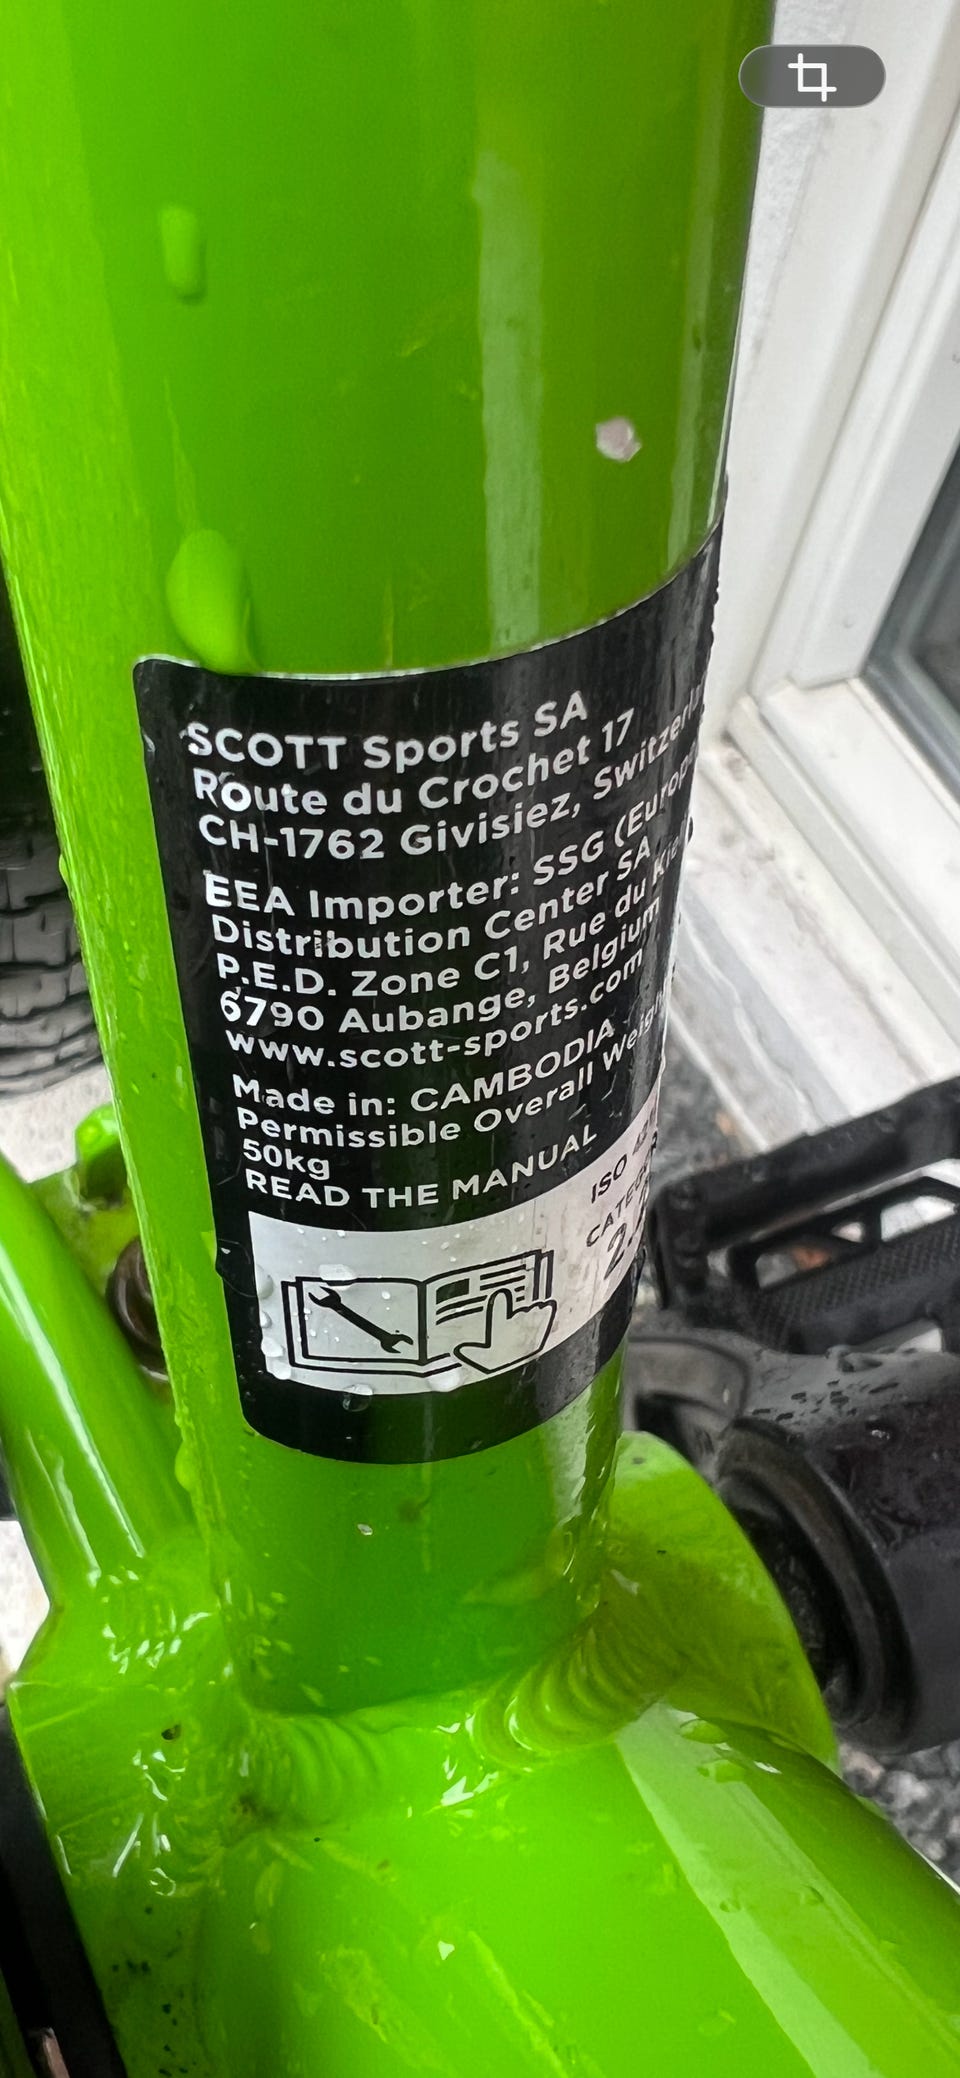 SCOTT Sports SA
Route du Crochet 17
CH-1762 Givisiez,
EEA Importer: SSG
Distribution Center SA,
P.E.D. Zone C1, Rue du
6790 Aubange, Belgium
www.scott-sports.com
Made in: CAMBODIA
Permissible Overall
50kg
READ THE MANUAL
ISO